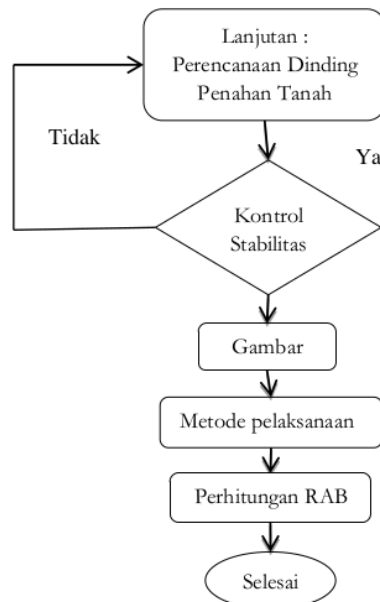 Lanjutan :
Perencanaan Dinding
Penahan Tanah
Tidak
Ya
Kontrol
Stabilitas
Gambar
Metode pelaksanaan
Perhitungan RAB
Selesai